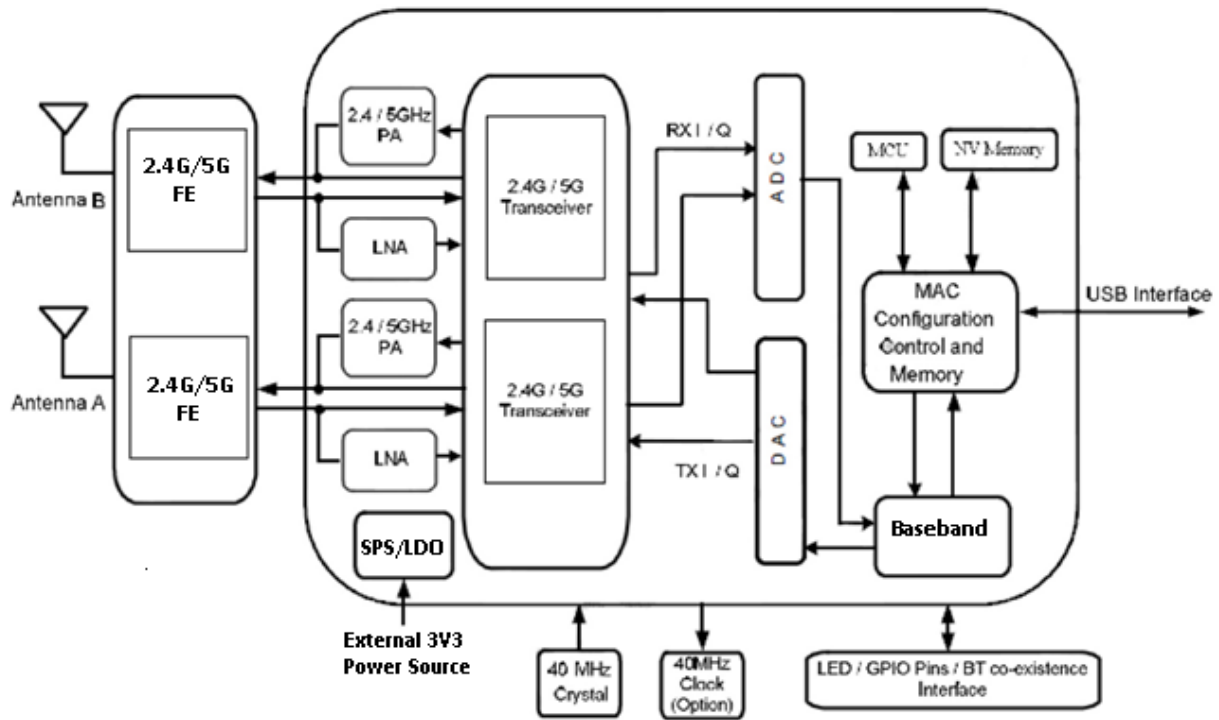 2.4 / 5GHz
PA
RX I / Q
ADC
MCU
NV Memory
2.4G/5G
FE
2.4G / 5G
Transceiver
Antenna B
LNA
MAC
Configuration
Control and
Memory
USB Interface
2.4 / 5GHz
PA
2.4G/5G
FE
2.4G / 5G
Transceiver
Antenna A
DAC
LNA
TX I / Q
Baseband
SPS/LDO
External 3V3
Power Source
40 MHz
Crystal
40MHz
Clock
(Option)
LED / GPIO Pins / BT co-existence
Interface